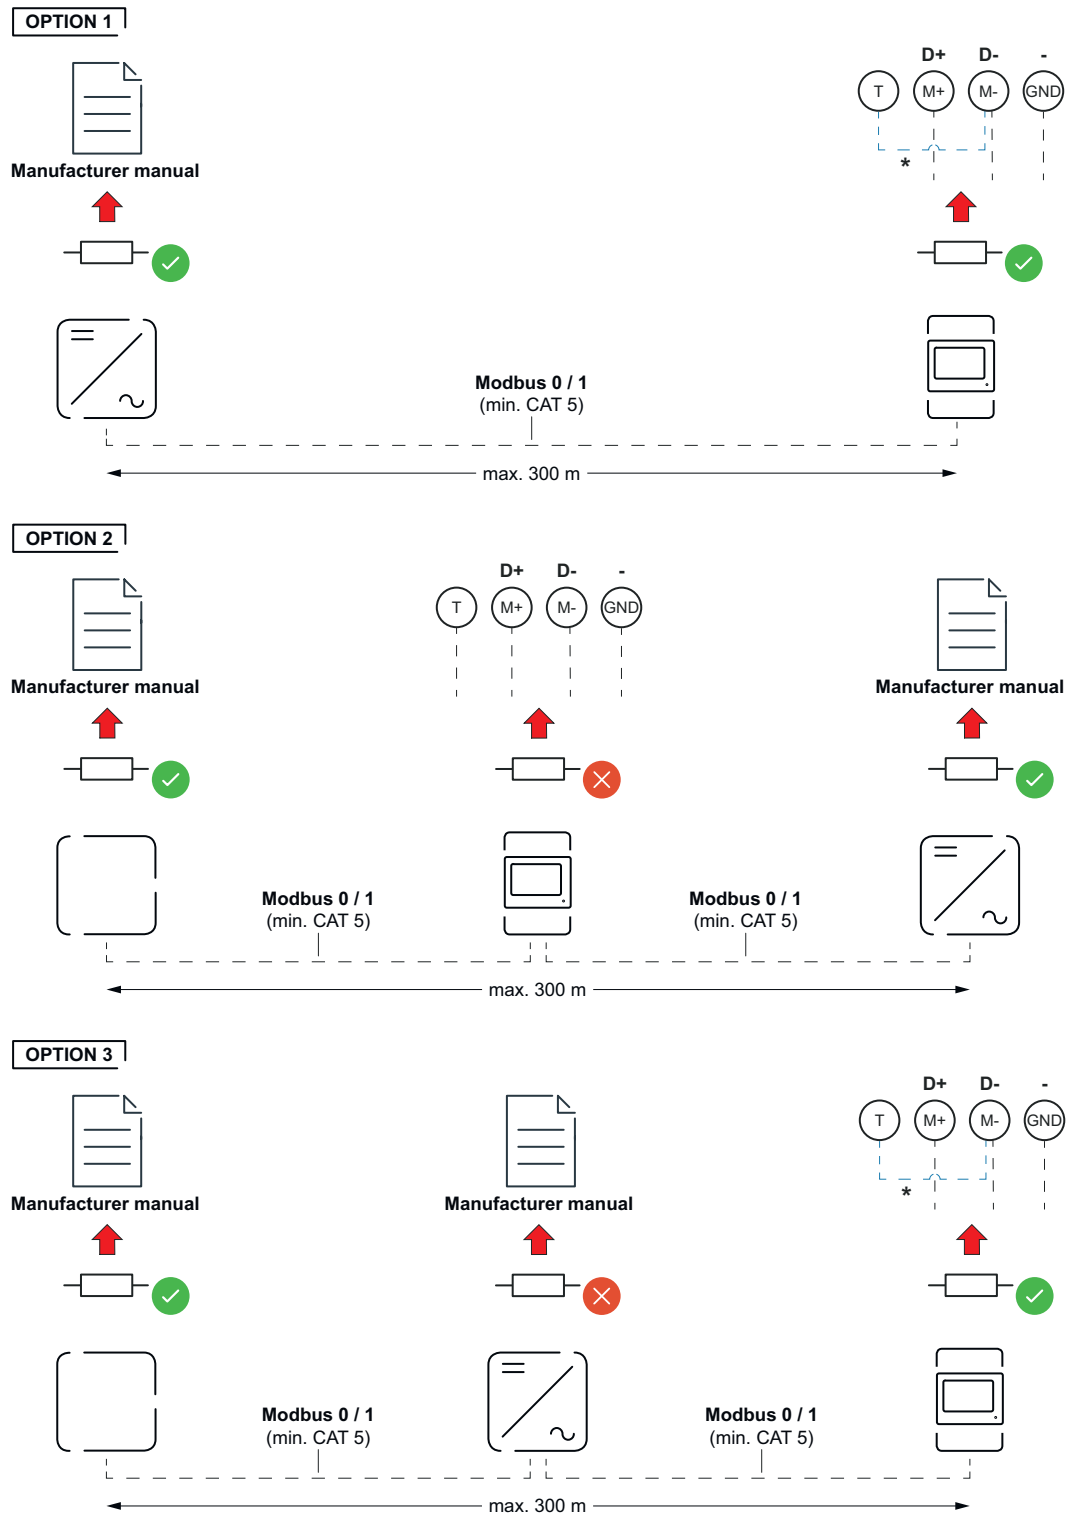 OPTION 1
D+ D- -
T M+ M- GND
*
Manufacturer manual
Modbus 0 / 1
(min. CAT 5)
max. 300 m
OPTION 2
D+ D- -
T M+ M- GND
Manufacturer manual Manufacturer manual
Modbus 0 / 1 Modbus 0 / 1
(min. CAT 5) (min. CAT 5)
max. 300 m
OPTION 3
D+ D- -
T M+ M- GND
*
Manufacturer manual Manufacturer manual
Modbus 0 / 1 Modbus 0 / 1
(min. CAT 5) (min. CAT 5)
max. 300 m